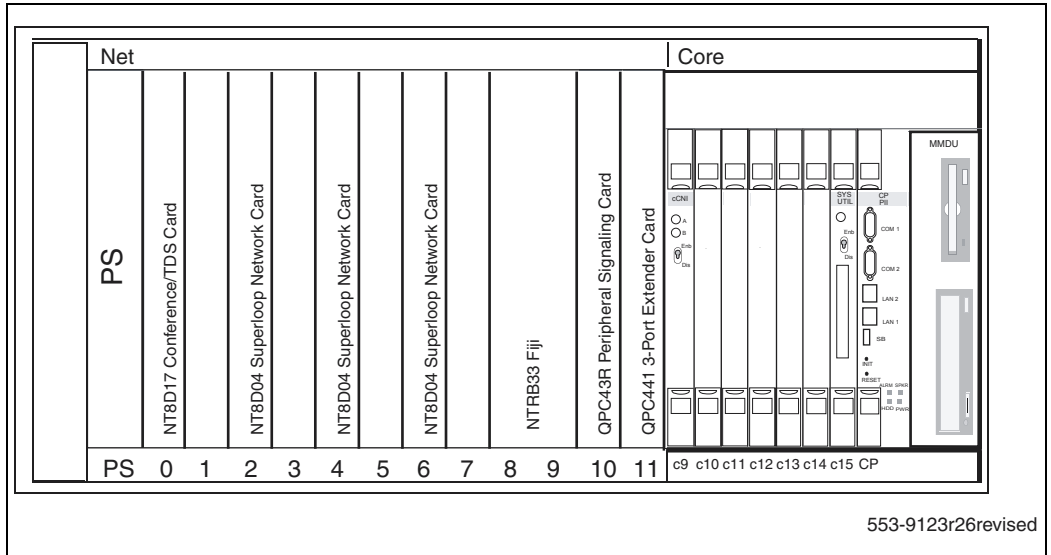 Net
Core
PS
NT8D17 Conference/TDS Card
NT8D04 Superloop Network Card
NT8D04 Superloop Network Card
NT8D04 Superloop Network Card
NTRB33 Fiji
QPC43R Peripheral Signaling Card
QPC441 3-Port Extender Card
cCNI
A
B
Enb
Dis
SYS
UTIL
Enb
Dis
CP
PII
COM 1
COM 2
LAN 2
LAN 1
SB
INIT
RESET
ALRM SPKR
HDD PWR
MMDU
PS 0 1 2 3 4 5 6 7 8 9 10 11 c9 c10 c11 c12 c13 c14 c15 CP
553-9123r26revised